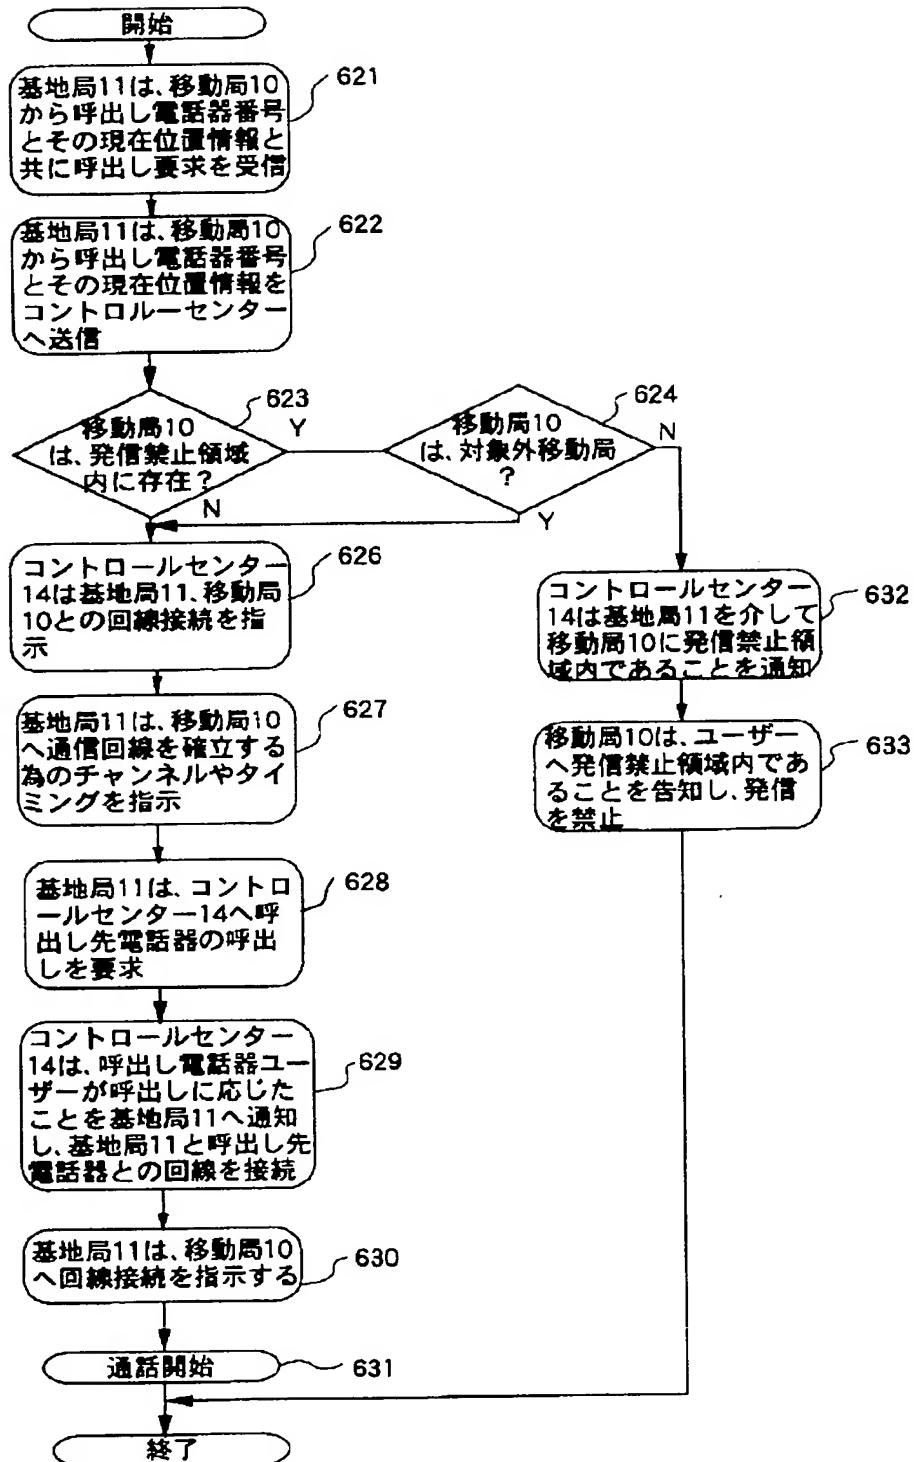 開始
基地局11は、移動局10
から呼出し電話器番号
とその現在位置情報と
共に呼出し要求を受信
621
基地局11は、移動局10
から呼出し電話器番号
とその現在位置情報を
コントロルーセンター
へ送信
622
移動局10
は、発信禁止領域
内に存在?
623
Y
N
移動局10
は、対象外移動局
?
624
N
Y
コントロールセンター
14は基地局11、移動局
10との回線接続を指
示
626
コントロールセンター
14は基地局11を介して
移動局10に発信禁止領
域内であることを通知
632
基地局11は、移動局10
へ通信回線を確立する
為のチャンネルやタイ
ミングを指示
627
移動局10は、ユーザー
へ発信禁止領域内であ
ることを告知し、発信
を禁止
633
基地局11は、コントロ
ールセンター14へ呼
出し先電話器の呼出
しを要求
628
コントロールセンター
14は、呼出し電話器ユー
ザーが呼出しに応じた
ことを基地局11へ通知
し、基地局11と呼出し先
電話器との回線を接続
629
基地局11は、移動局10
へ回線接続を指示する
630
通話開始
631
終了